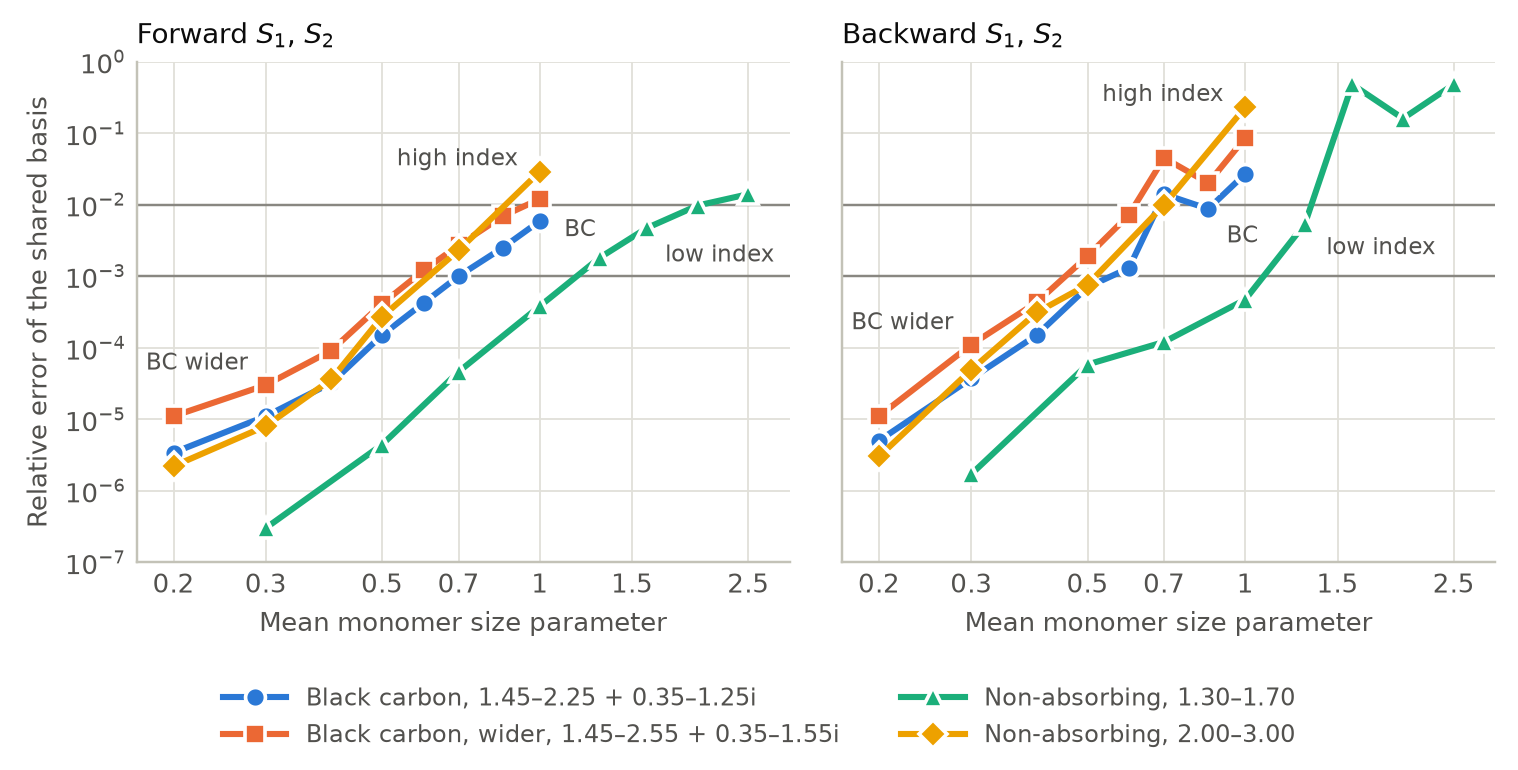 Forward S₁, S₂
Backward S₁, S₂
Relative error of the shared basis
10⁰
10⁻¹
10⁻²
10⁻³
10⁻⁴
10⁻⁵
10⁻⁶
10⁻⁷
high index
BC
low index
BC wider
high index
BC
low index
BC wider
0.2 0.3 0.5 0.7 1 1.5 2.5
0.2 0.3 0.5 0.7 1 1.5 2.5
Mean monomer size parameter
Mean monomer size parameter
Black carbon, 1.45–2.25 + 0.35–1.25i
Black carbon, wider, 1.45–2.55 + 0.35–1.55i
Non-absorbing, 1.30–1.70
Non-absorbing, 2.00–3.00